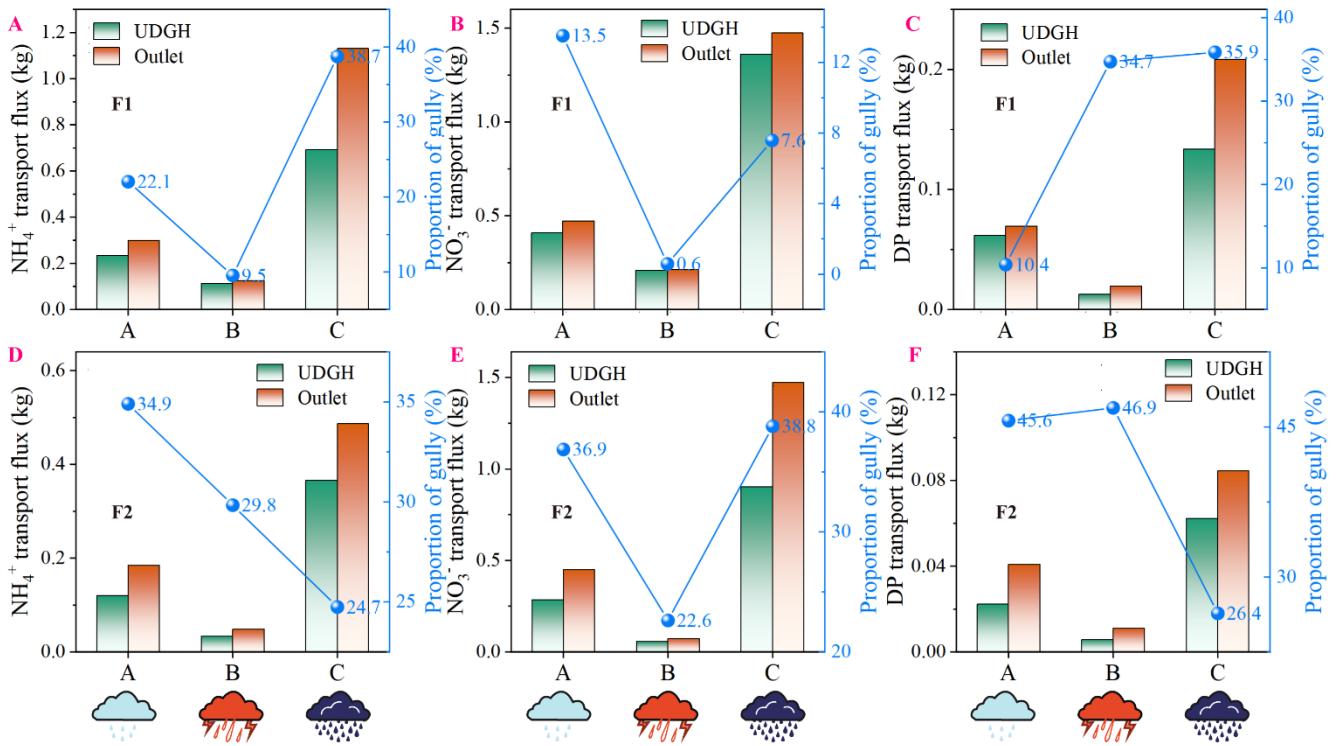 A
NH₄⁺ transport flux (kg)
1.2
1.1
1.0
0.8
0.6
0.4
0.2
0.0
UDGH
Outlet
F1
22.1
9.5
38.7
40
30
20
10
Proportion of gully (%)
A B C
B
NO₃⁻ transport flux (kg)
1.5
1.0
0.5
0.0
UDGH
Outlet
F1
13.5
0.6
7.6
12
8
4
0
Proportion of gully (%)
A B C
C
DP transport flux (kg)
0.2
0.1
0.0
UDGH
Outlet
F1
10.4
34.7
35.9
40
30
20
10
Proportion of gully (%)
A B C
D
NH₄⁺ transport flux (kg)
0.6
0.4
0.2
0.0
UDGH
Outlet
F2
34.9
29.8
24.7
35
30
25
Proportion of gully (%)
A B C
E
NO₃⁻ transport flux (kg)
1.5
1.0
0.5
0.0
UDGH
Outlet
F2
36.9
22.6
38.8
40
30
20
Proportion of gully (%)
A B C
F
DP transport flux (kg)
0.12
0.08
0.04
0.00
UDGH
Outlet
F2
45.6
46.9
26.4
45
30
Proportion of gully (%)
A B C